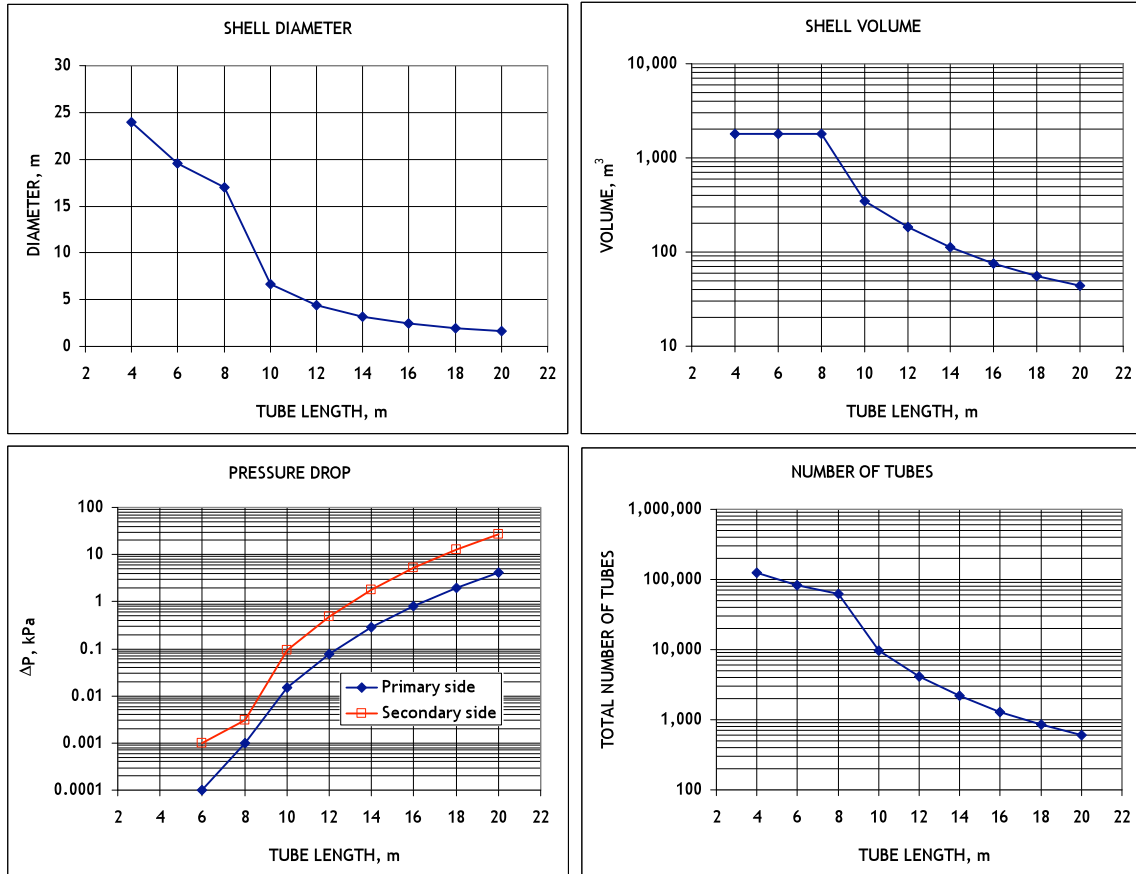 SHELL DIAMETER
30
25
20
15
10
5
0
DIAMETER, m
2 4 6 8 10 12 14 16 18 20 22
TUBE LENGTH, m
SHELL VOLUME
10,000
1,000
100
10
VOLUME, m³
2 4 6 8 10 12 14 16 18 20 22
TUBE LENGTH, m
PRESSURE DROP
100
10
1
0.1
0.01
0.001
0.0001
ΔP, kPa
Primary side
Secondary side
2 4 6 8 10 12 14 16 18 20 22
TUBE LENGTH, m
NUMBER OF TUBES
1,000,000
100,000
10,000
1,000
100
TOTAL NUMBER OF TUBES
2 4 6 8 10 12 14 16 18 20 22
TUBE LENGTH, m